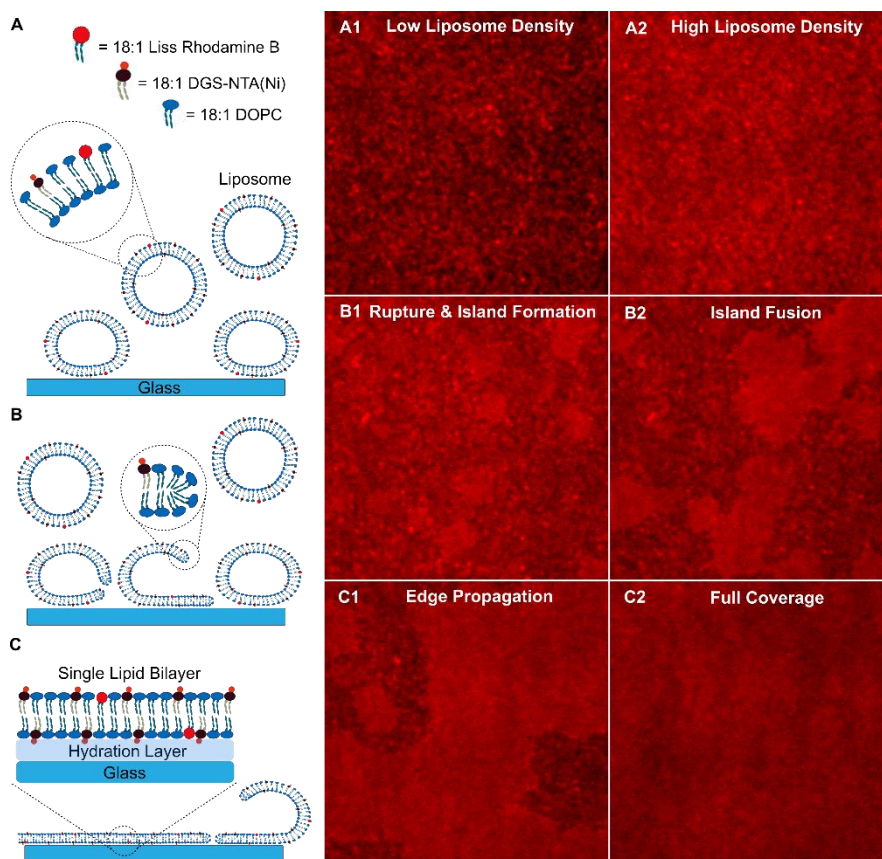 A
= 18:1 Liss Rhodamine B
= 18:1 DGS-NTA(Ni)
= 18:1 DOPC
Liposome
Glass
B
C
Single Lipid Bilayer
Hydration Layer
Glass
A1 Low Liposome Density
A2 High Liposome Density
B1 Rupture & Island Formation
B2 Island Fusion
C1 Edge Propagation
C2 Full Coverage